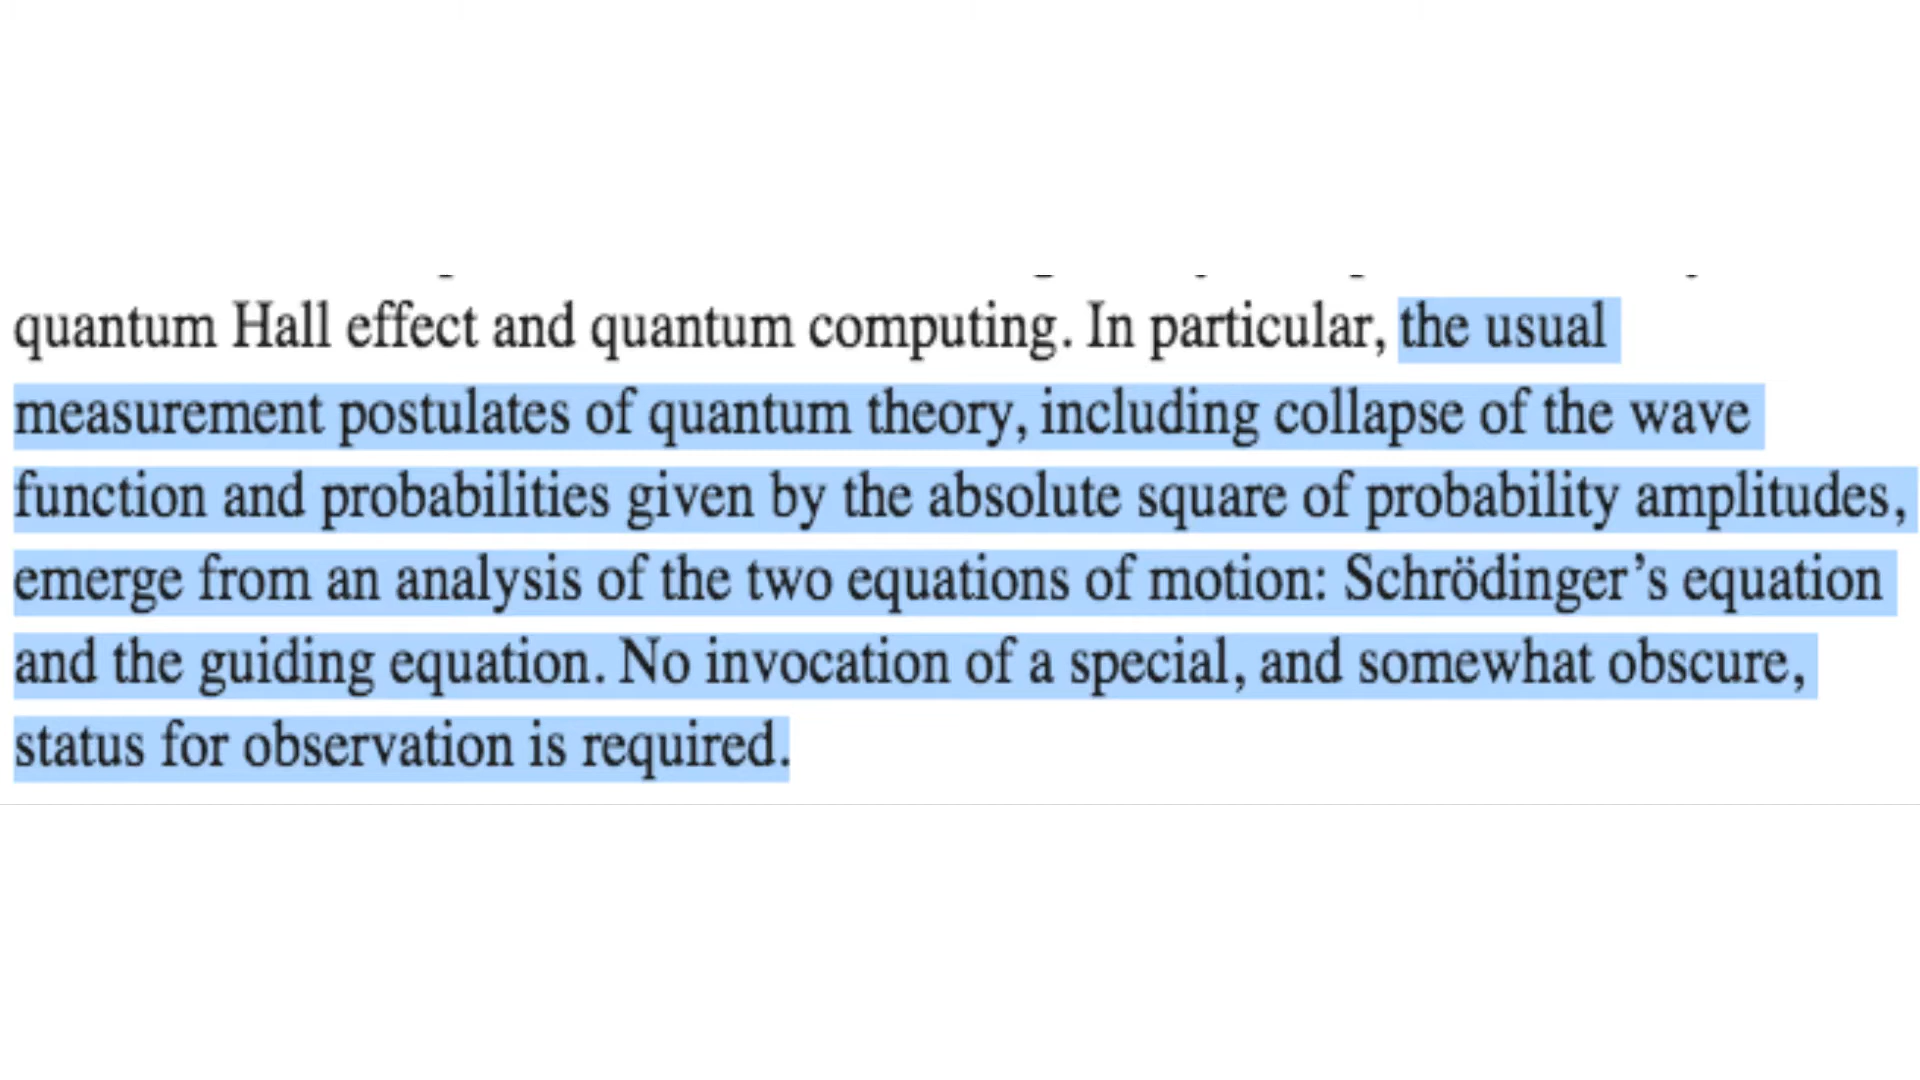 quantum Hall effect and quantum computing. In particular, the usual
measurement postulates of quantum theory, including collapse of the wave
function and probabilities given by the absolute square of probability amplitudes,
emerge from an analysis of the two equations of motion: Schrödinger’s equation
and the guiding equation. No invocation of a special, and somewhat obscure,
status for observation is required.